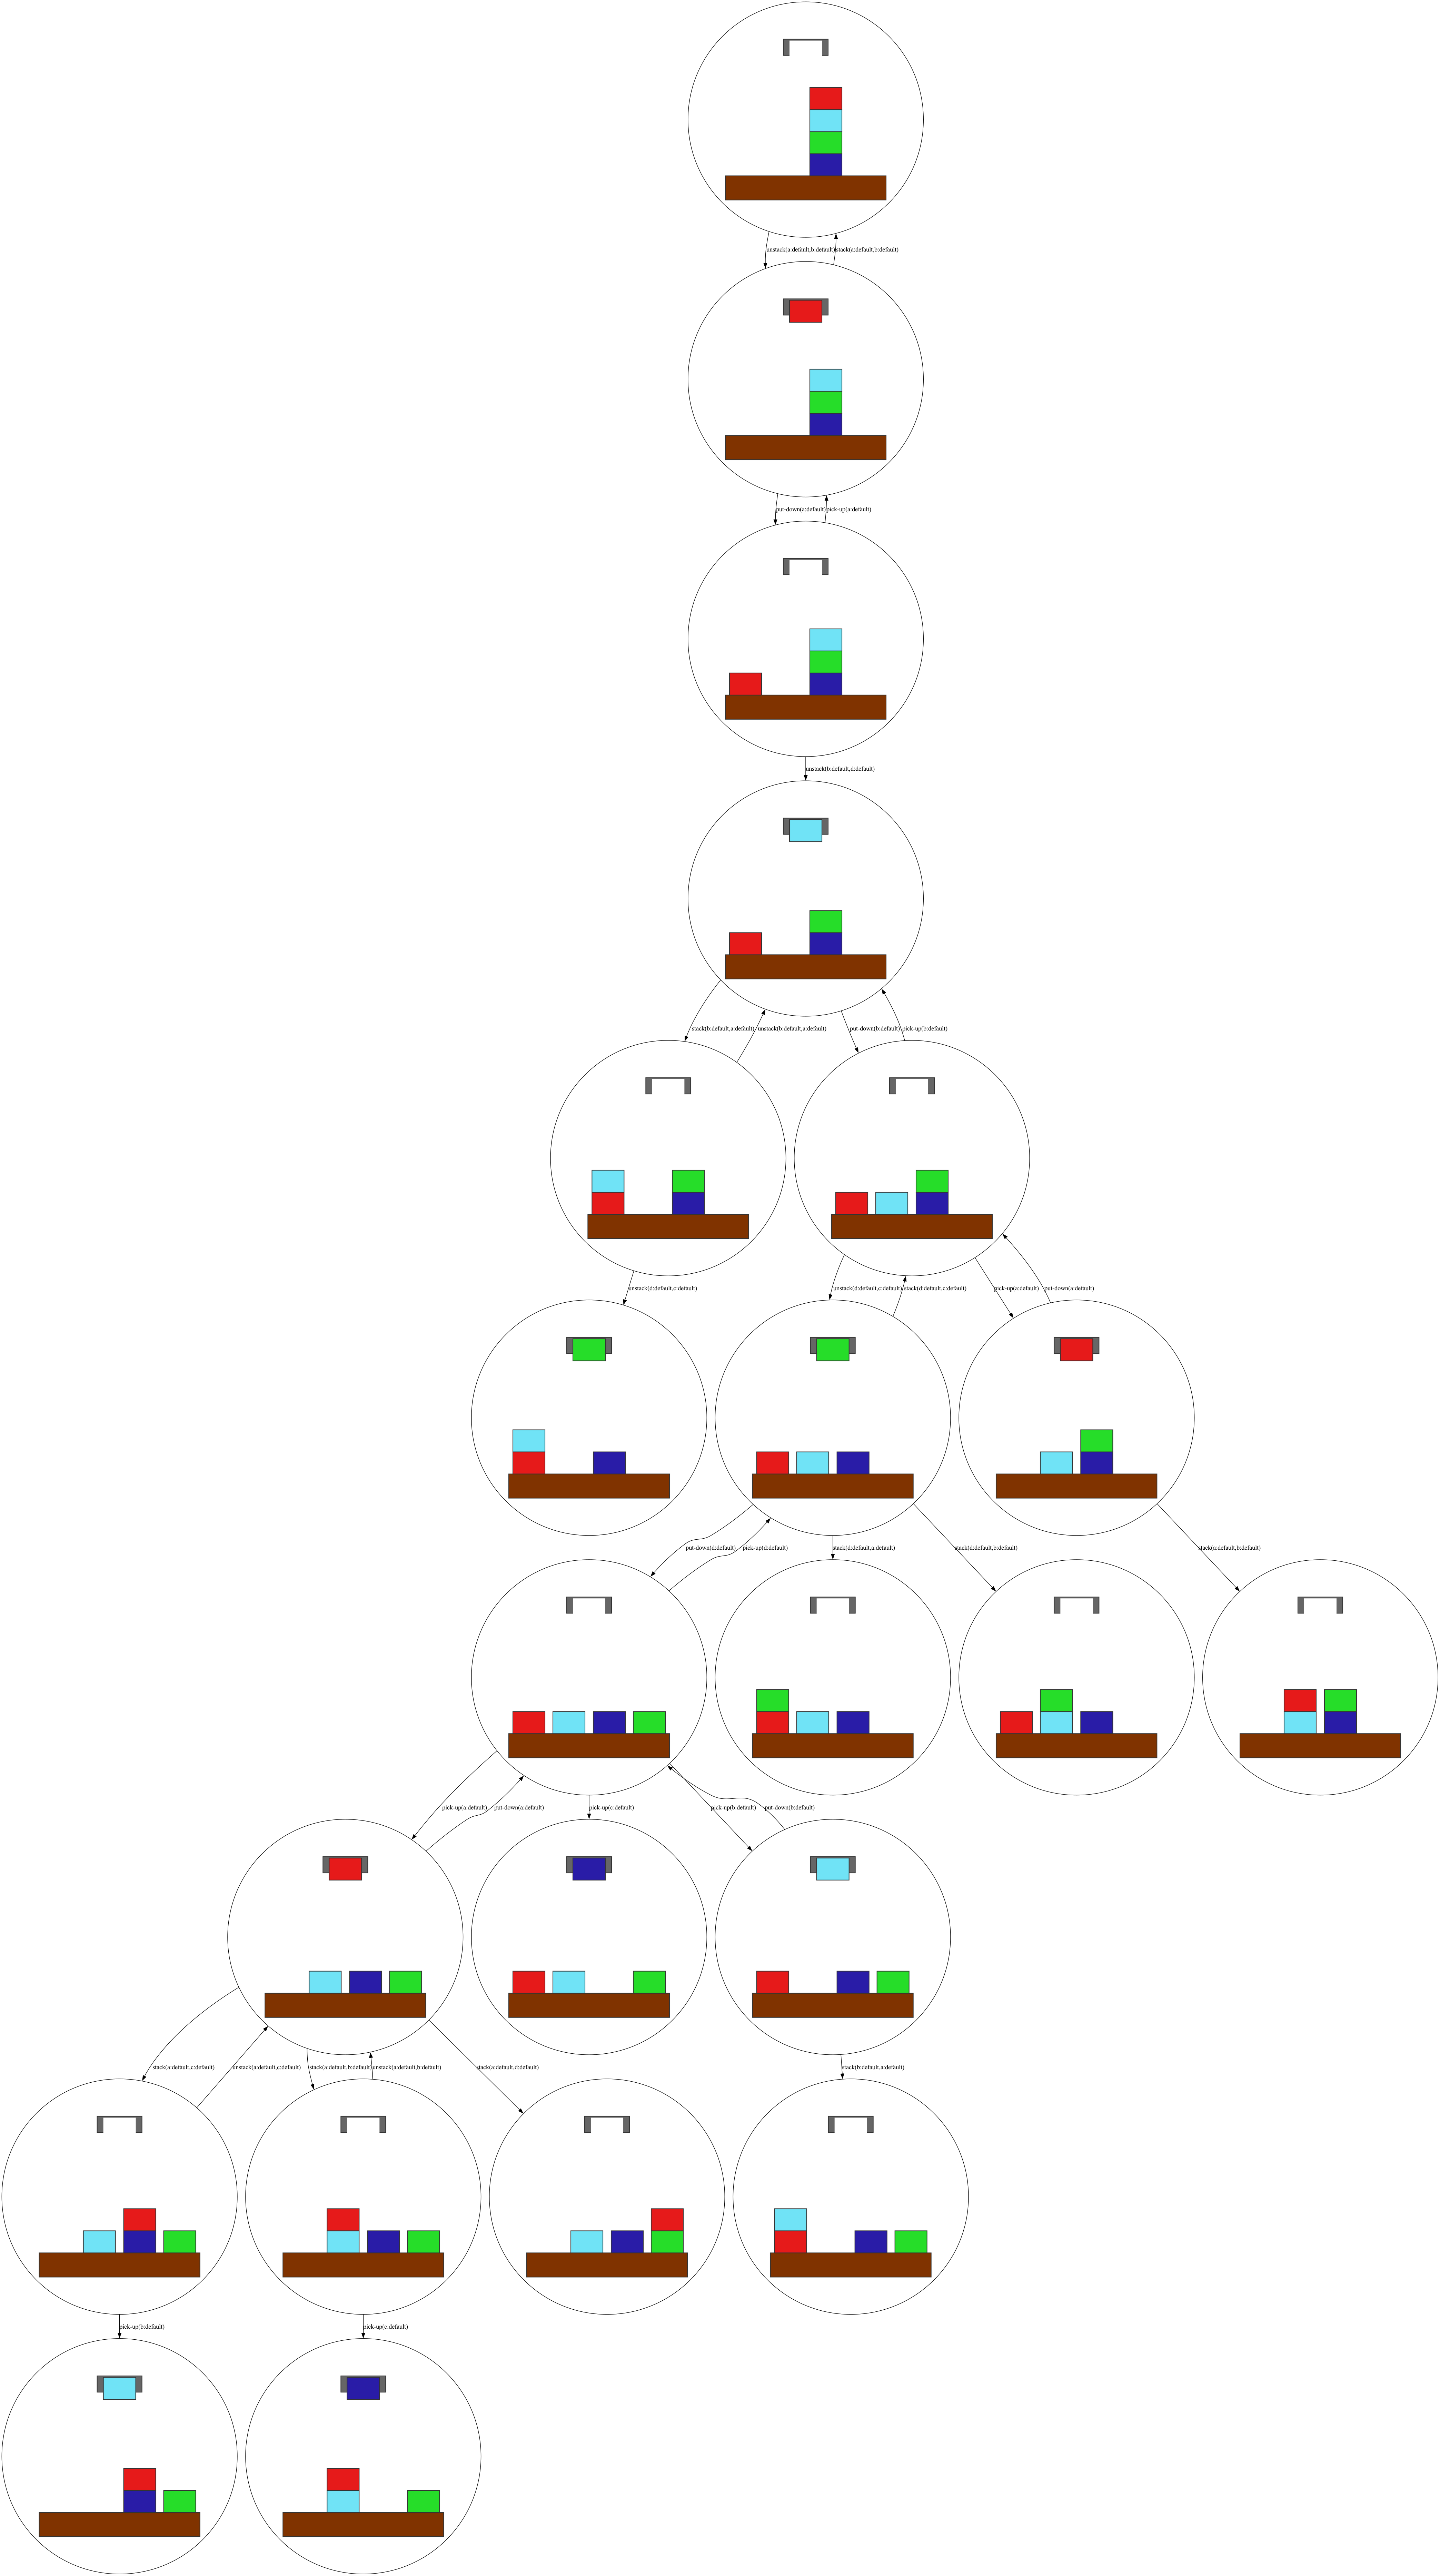 unstack(a:default,b:default)
stack(a:default,b:default)
put-down(a:default)
pick-up(a:default)
unstack(b:default,d:default)
stack(b:default,a:default)
unstack(b:default,a:default)
put-down(b:default)
pick-up(b:default)
unstack(d:default,c:default)
unstack(d:default,c:default)
stack(d:default,c:default)
pick-up(a:default)
put-down(a:default)
put-down(d:default)
pick-up(d:default)
stack(d:default,a:default)
stack(d:default,b:default)
stack(a:default,b:default)
pick-up(a:default)
put-down(a:default)
pick-up(c:default)
pick-up(b:default)
put-down(b:default)
stack(a:default,c:default)
unstack(a:default,c:default)
stack(a:default,b:default)
unstack(a:default,b:default)
stack(a:default,d:default)
stack(b:default,a:default)
pick-up(b:default)
pick-up(c:default)